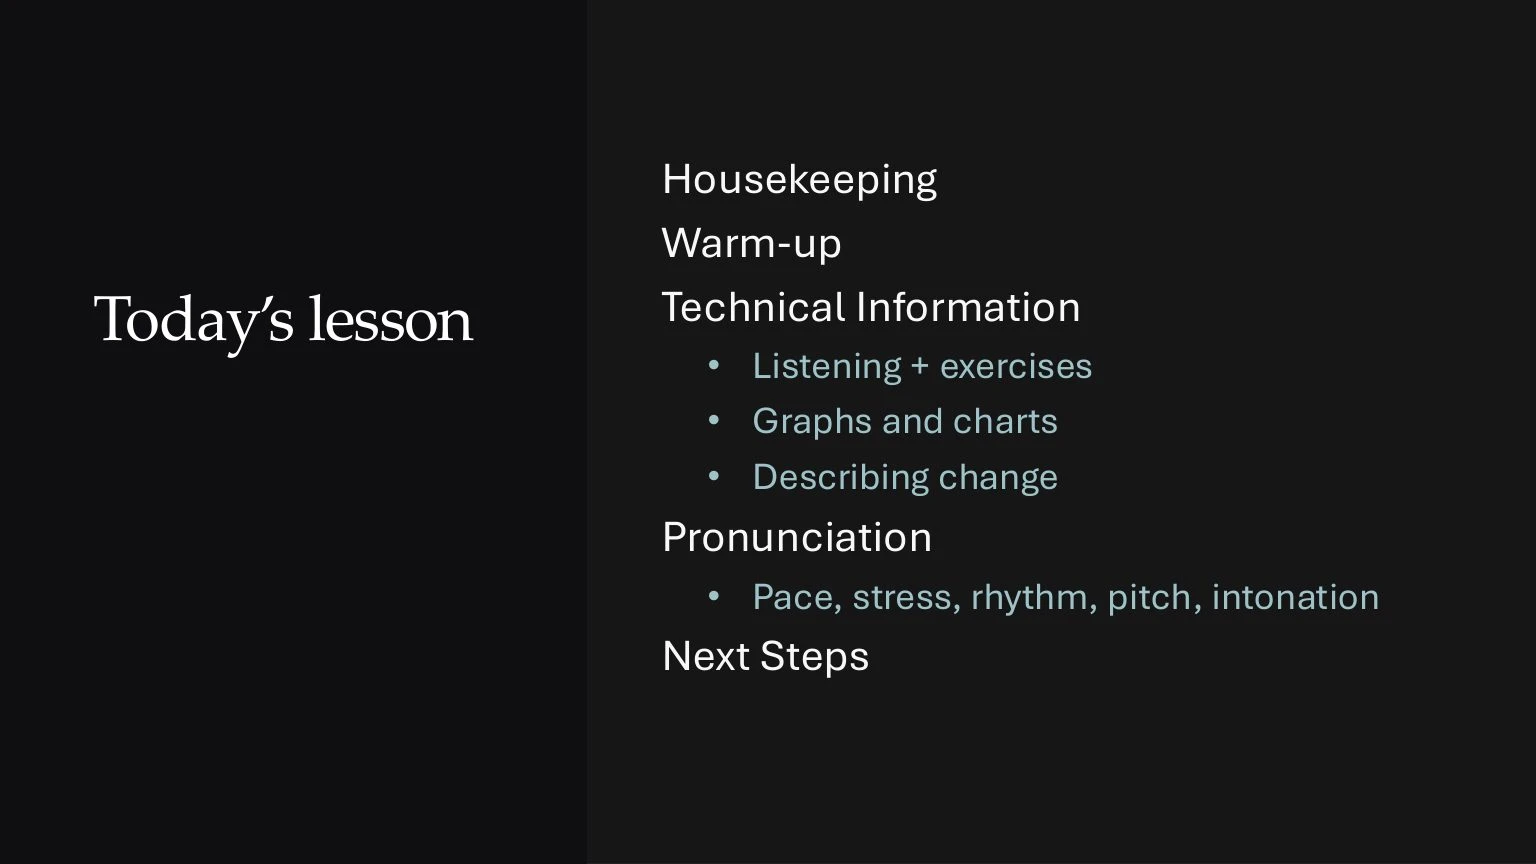 Today’s lesson
Housekeeping
Warm-up
Technical Information
• Listening + exercises
• Graphs and charts
• Describing change
Pronunciation
• Pace, stress, rhythm, pitch, intonation
Next Steps